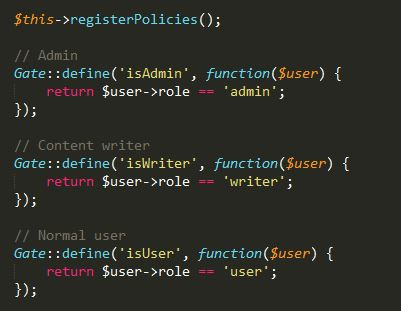 $this->registerPolicies();
// Admin
Gate::define('isAdmin', function($user) {
return $user->role == 'admin';
});
// Content writer
Gate::define('isWriter', function($user) {
return $user->role == 'writer';
});
// Normal user
Gate::define('isUser', function($user) {
return $user->role == 'user';
});